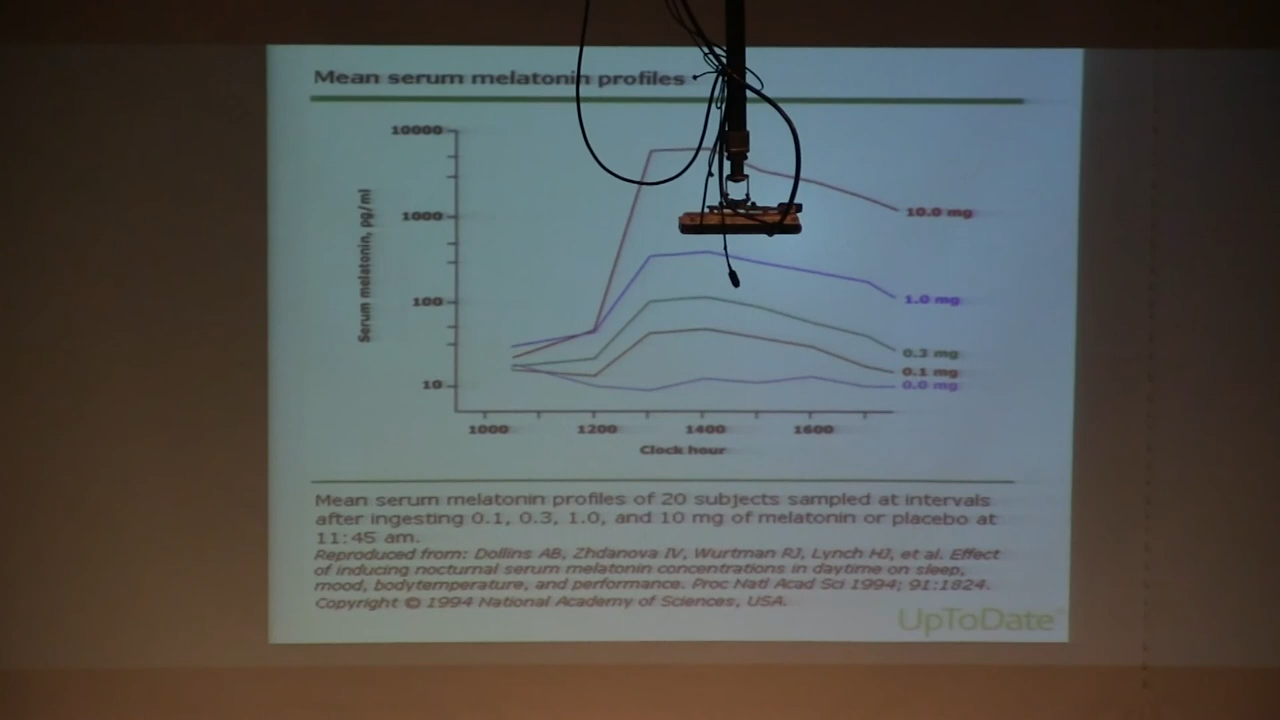 Mean serum melatonin profiles
10000
1000
100
10
Serum melatonin, pg/ml
10.0 mg
1.0 mg
0.3 mg
0.1 mg
0.0 mg
1000 1200 1400 1600
Clock hour
Mean serum melatonin profiles of 20 subjects sampled at intervals
after ingesting 0.1, 0.3, 1.0, and 10 mg of melatonin or placebo at
11:45 am.
Reproduced from: Dollins AB, Zhdanova IV, Wurtman RJ, Lynch HJ, et al. Effect
of inducing nocturnal serum melatonin concentrations in daytime on sleep,
mood, bodytemperature, and performance. Proc Natl Acad Sci 1994; 91:1824.
Copyright © 1994 National Academy of Sciences, USA.
UpToDate®